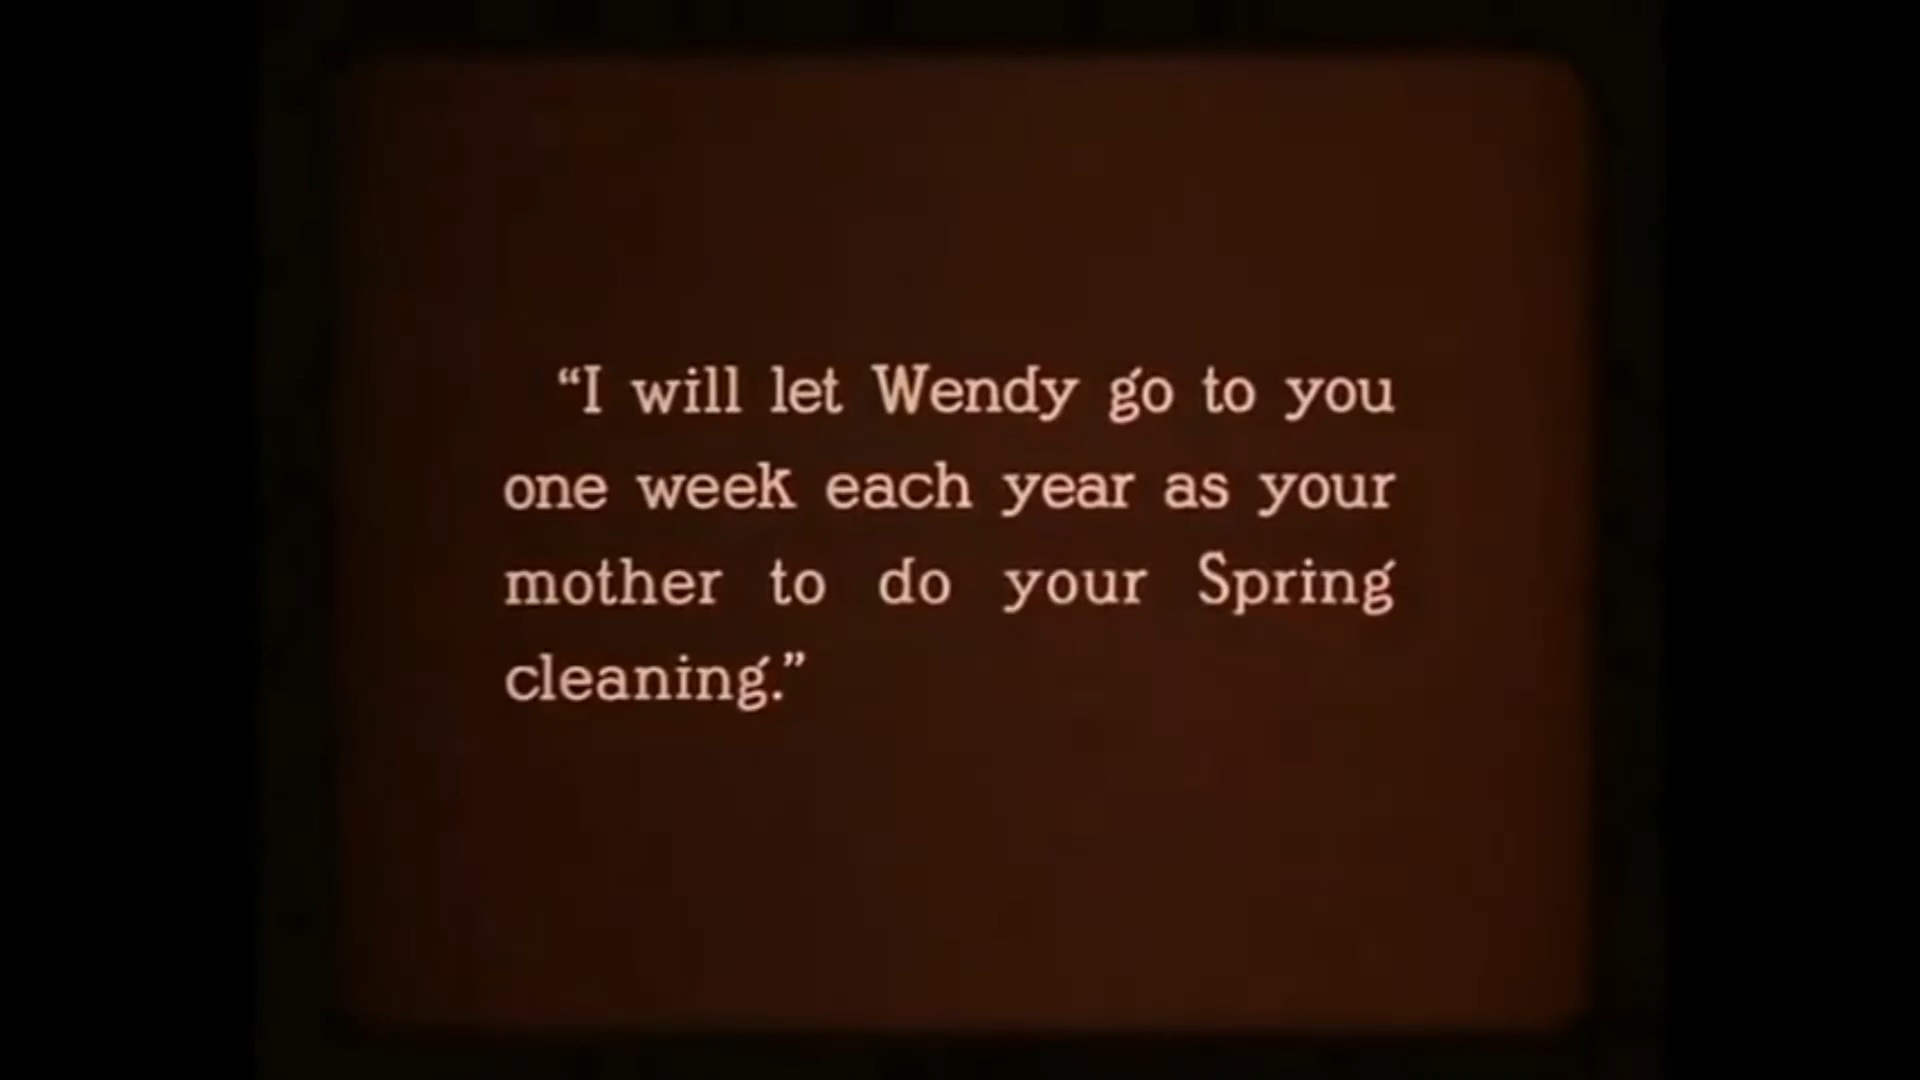 “I will let Wendy go to you
one week each year as your
mother to do your Spring
cleaning.”